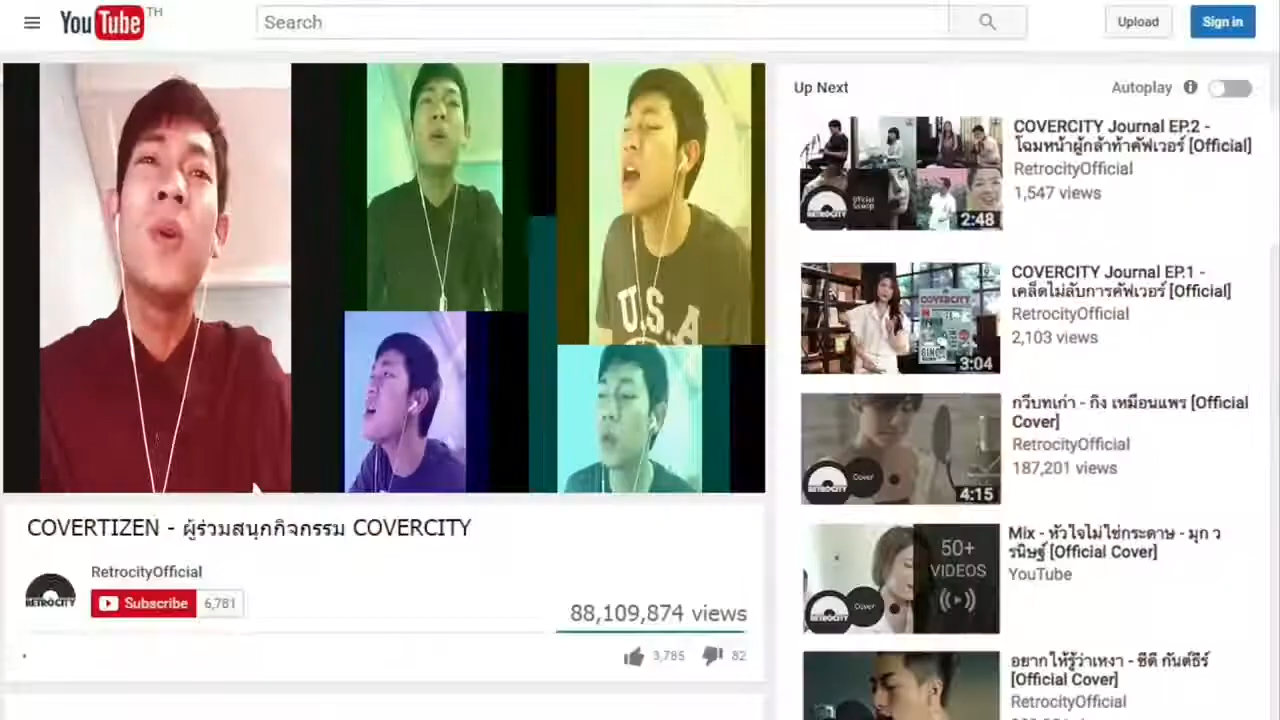 YouTube TH
Search
Upload
Sign in
U.S.A
COVERTIZEN - ผู้ร่วมสนุกกิจกรรม COVERCITY
RetrocityOfficial
RETROCITY
Subscribe 6,781
88,109,874 views
3,785 82
Up Next
Autoplay
COVERCITY Journal EP.2 -
โฉมหน้าผู้กล้าท้าคัฟเวอร์ [Official]
RetrocityOfficial
1,547 views
RETROCITY
2:48
COVERCITY Journal EP.1 -
เคล็ดไม่ลับการคัฟเวอร์ [Official]
RetrocityOfficial
2,103 views
COVERCITY
3:04
กวีบทเก่า - กิง เหมือนแพร [Official
Cover]
RetrocityOfficial
187,201 views
RETROCITY
Cover
4:15
Mix - หัวใจไม่ใช่กระดาษ - มุก ว
รนิษฐ์ [Official Cover]
YouTube
50+
VIDEOS
RETROCITY
Cover
อยากให้รู้ว่าเหงา - ซีดี กันต์ธีร์
[Official Cover]
RetrocityOfficial